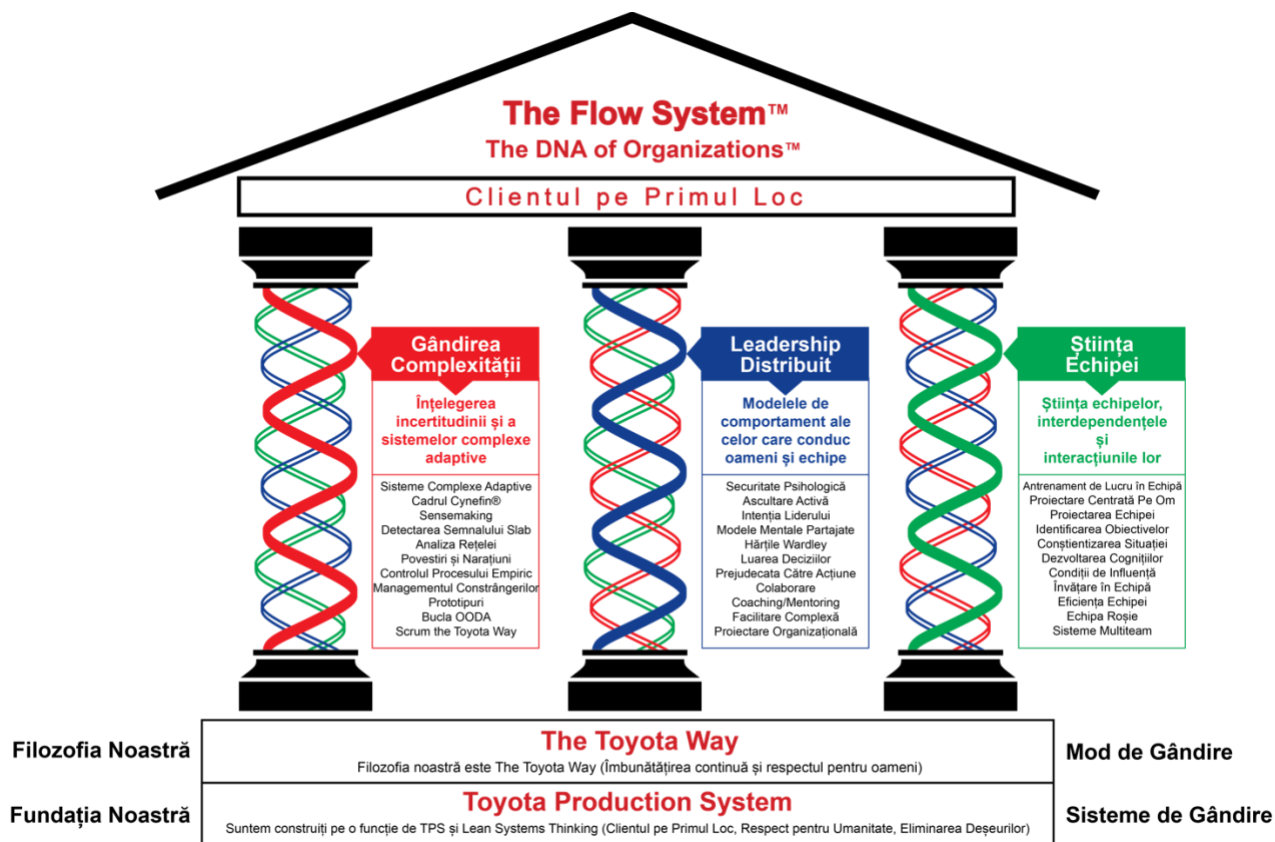 The Flow System™
The DNA of Organizations™
Clientul pe Primul Loc
Gândirea
Complexității
Înțelegerea
incertitudinii și a
sistemelor complexe
adaptive
Sisteme Complexe Adaptive
Cadrul Cynefin®
Sensemaking
Detectarea Semnalului Slab
Analiza Rețelei
Povestiri și Narațiuni
Controlul Procesului Empiric
Managementul Constrângerilor
Prototipuri
Bucla OODA
Scrum the Toyota Way
Leadership
Distribuit
Modelele de
comportament ale
celor care conduc
oameni și echipe
Securitate Psihologică
Ascultare Activă
Intenția Liderului
Modele Mentale Partajate
Hărțile Wardley
Luarea Deciziilor
Prejudecata Către Acțiune
Colaborare
Coaching/Mentoring
Facilitare Complexă
Proiectare Organizațională
Știința
Echipei
Știința echipelor,
interdependențele
și
interacțiunile lor
Antrenament de Lucru în Echipă
Proiectare Centrată Pe Om
Proiectarea Echipei
Identificarea Obiectivelor
Conștientizarea Situației
Dezvoltarea Cognițiilor
Condiții de Influență
Învățare în Echipă
Eficiența Echipei
Echipa Roșie
Sisteme Multiteam
Filozofia Noastră
The Toyota Way
Filozofia noastră este The Toyota Way (Îmbunătățirea continuă și respectul pentru oameni)
Mod de Gândire
Fundația Noastră
Toyota Production System
Suntem construiți pe o funcție de TPS și Lean Systems Thinking (Clientul pe Primul Loc, Respect pentru Umanitate, Eliminarea Deșeurilor)
Sisteme de Gândire